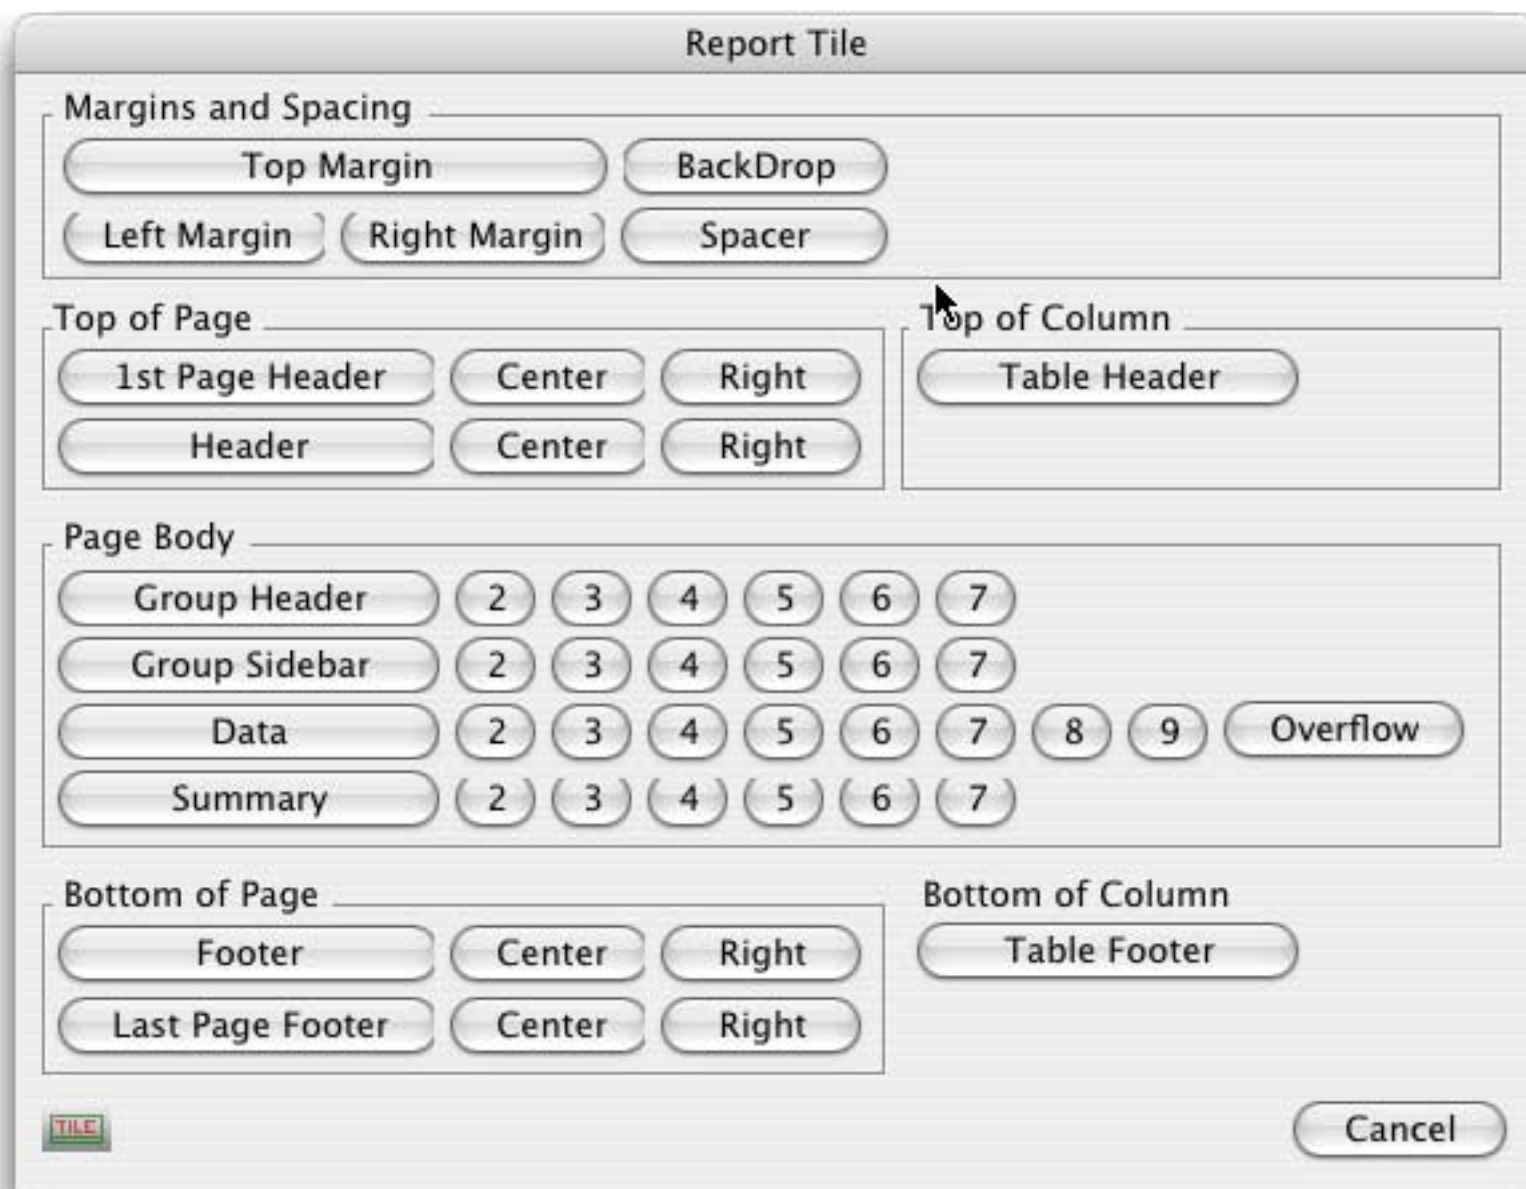 Report Tile
Margins and Spacing
Top Margin BackDrop
Left Margin Right Margin Spacer
Top of Page Top of Column
1st Page Header Center Right Table Header
Header Center Right
Page Body
Group Header 2 3 4 5 6 7
Group Sidebar 2 3 4 5 6 7
Data 2 3 4 5 6 7 8 9 Overflow
Summary 2 3 4 5 6 7
Bottom of Page Bottom of Column
Footer Center Right Table Footer
Last Page Footer Center Right
TILE Cancel